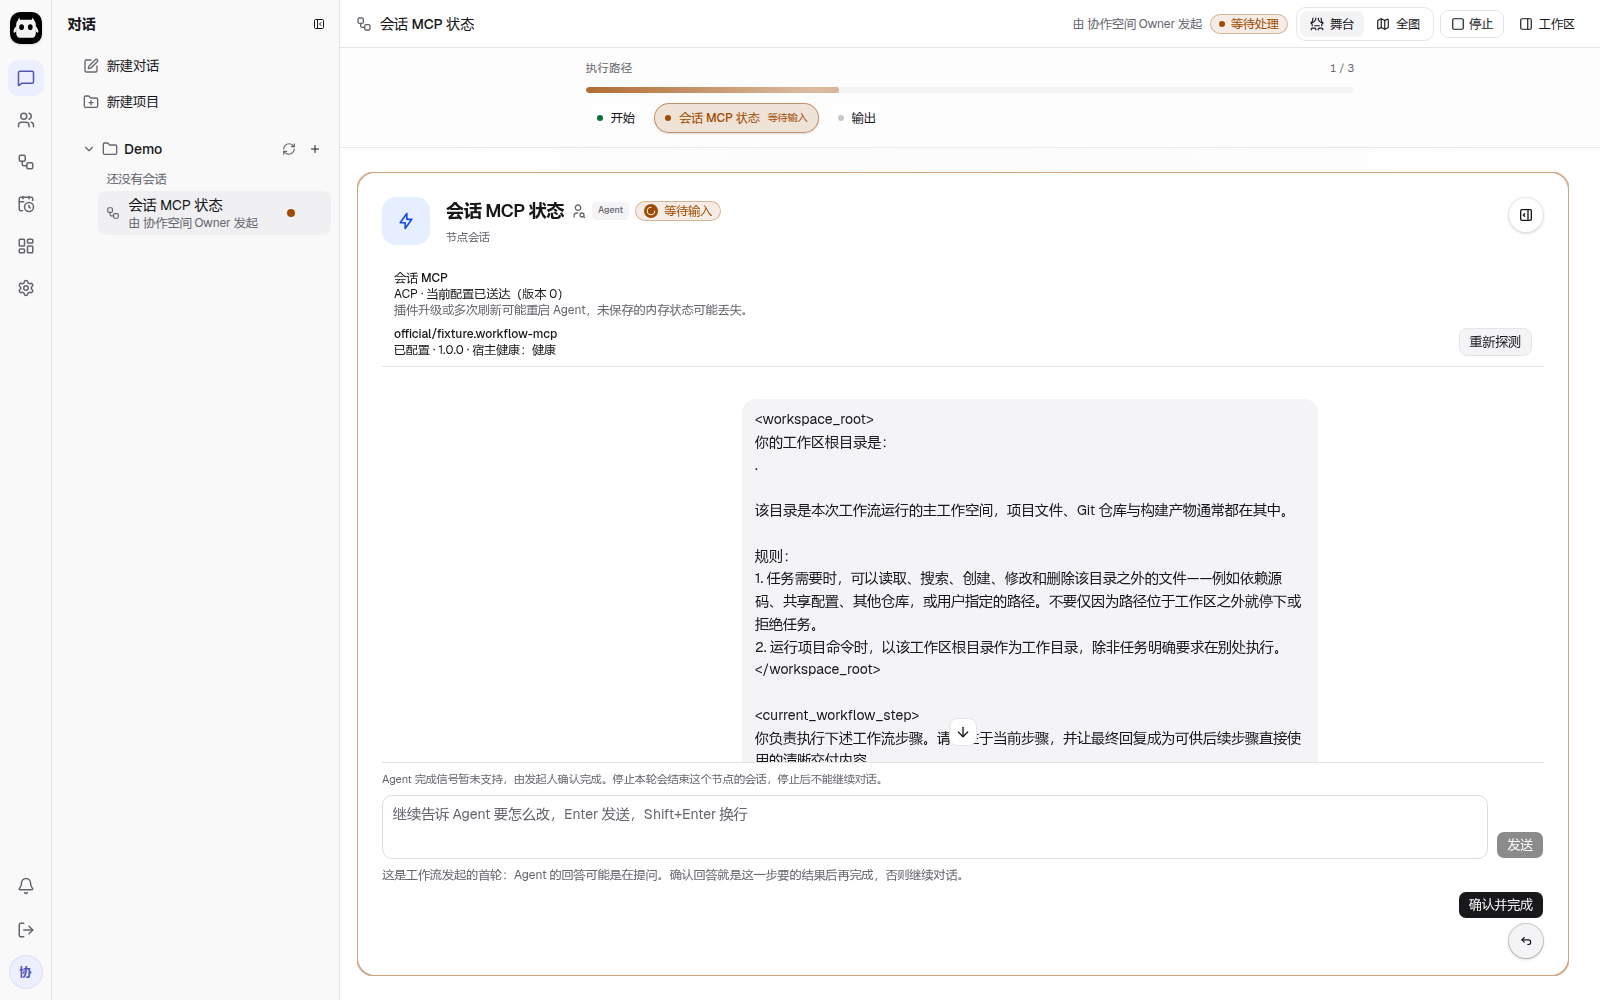 对话
新建对话
新建项目
Demo
还没有会话
会话 MCP 状态
由 协作空间 Owner 发起
协
会话 MCP 状态
由 协作空间 Owner 发起
等待处理
舞台
全图
停止
工作区
执行路径
1 / 3
开始
会话 MCP 状态 等待输入
输出
会话 MCP 状态
Agent
等待输入
节点会话
会话 MCP
ACP · 当前配置已送达（版本 0）
插件升级或多次刷新可能重启 Agent，未保存的内存状态可能丢失。
official/fixture.workflow-mcp
已配置 · 1.0.0 · 宿主健康：健康
重新探测
<workspace_root>
你的工作区根目录是：
.
该目录是本次工作流运行的主工作空间，项目文件、Git 仓库与构建产物通常都在其中。
规则：
1. 任务需要时，可以读取、搜索、创建、修改和删除该目录之外的文件——例如依赖源
码、共享配置、其他仓库，或用户指定的路径。不要仅因为路径位于工作区之外就停下或
拒绝任务。
2. 运行项目命令时，以该工作区根目录作为工作目录，除非任务明确要求在别处执行。
</workspace_root>
<current_workflow_step>
你负责执行下述工作流步骤。请 于当前步骤，并让最终回复成为可供后续步骤直接使
用的清晰交付内容
Agent 完成信号暂未支持，由发起人确认完成。停止本轮会结束这个节点的会话，停止后不能继续对话。
继续告诉 Agent 要怎么改，Enter 发送，Shift+Enter 换行
发送
这是工作流发起的首轮：Agent 的回答可能是在提问。确认回答就是这一步要的结果后再完成，否则继续对话。
确认并完成